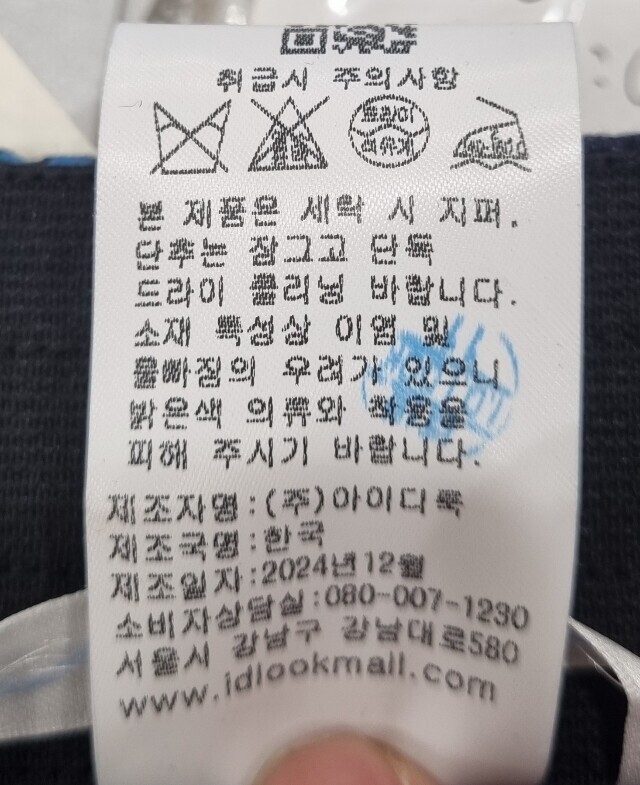 취급시 주의사항
드라이
석유계
본 제품은 세탁 시 지퍼,
단추는 잠그고 단독
드라이 클리닝 바랍니다.
소재 특성상 이염 및
물빠짐의 우려가 있으니
밝은색 의류와 착용을
피해 주시기 바랍니다.
제조자명:(주)아이디룩
제조국명:한국
제조일자:2024년 12월
소비자상담실:080-007-1230
서울시 강남구 강남대로580
www.idlookmall.com